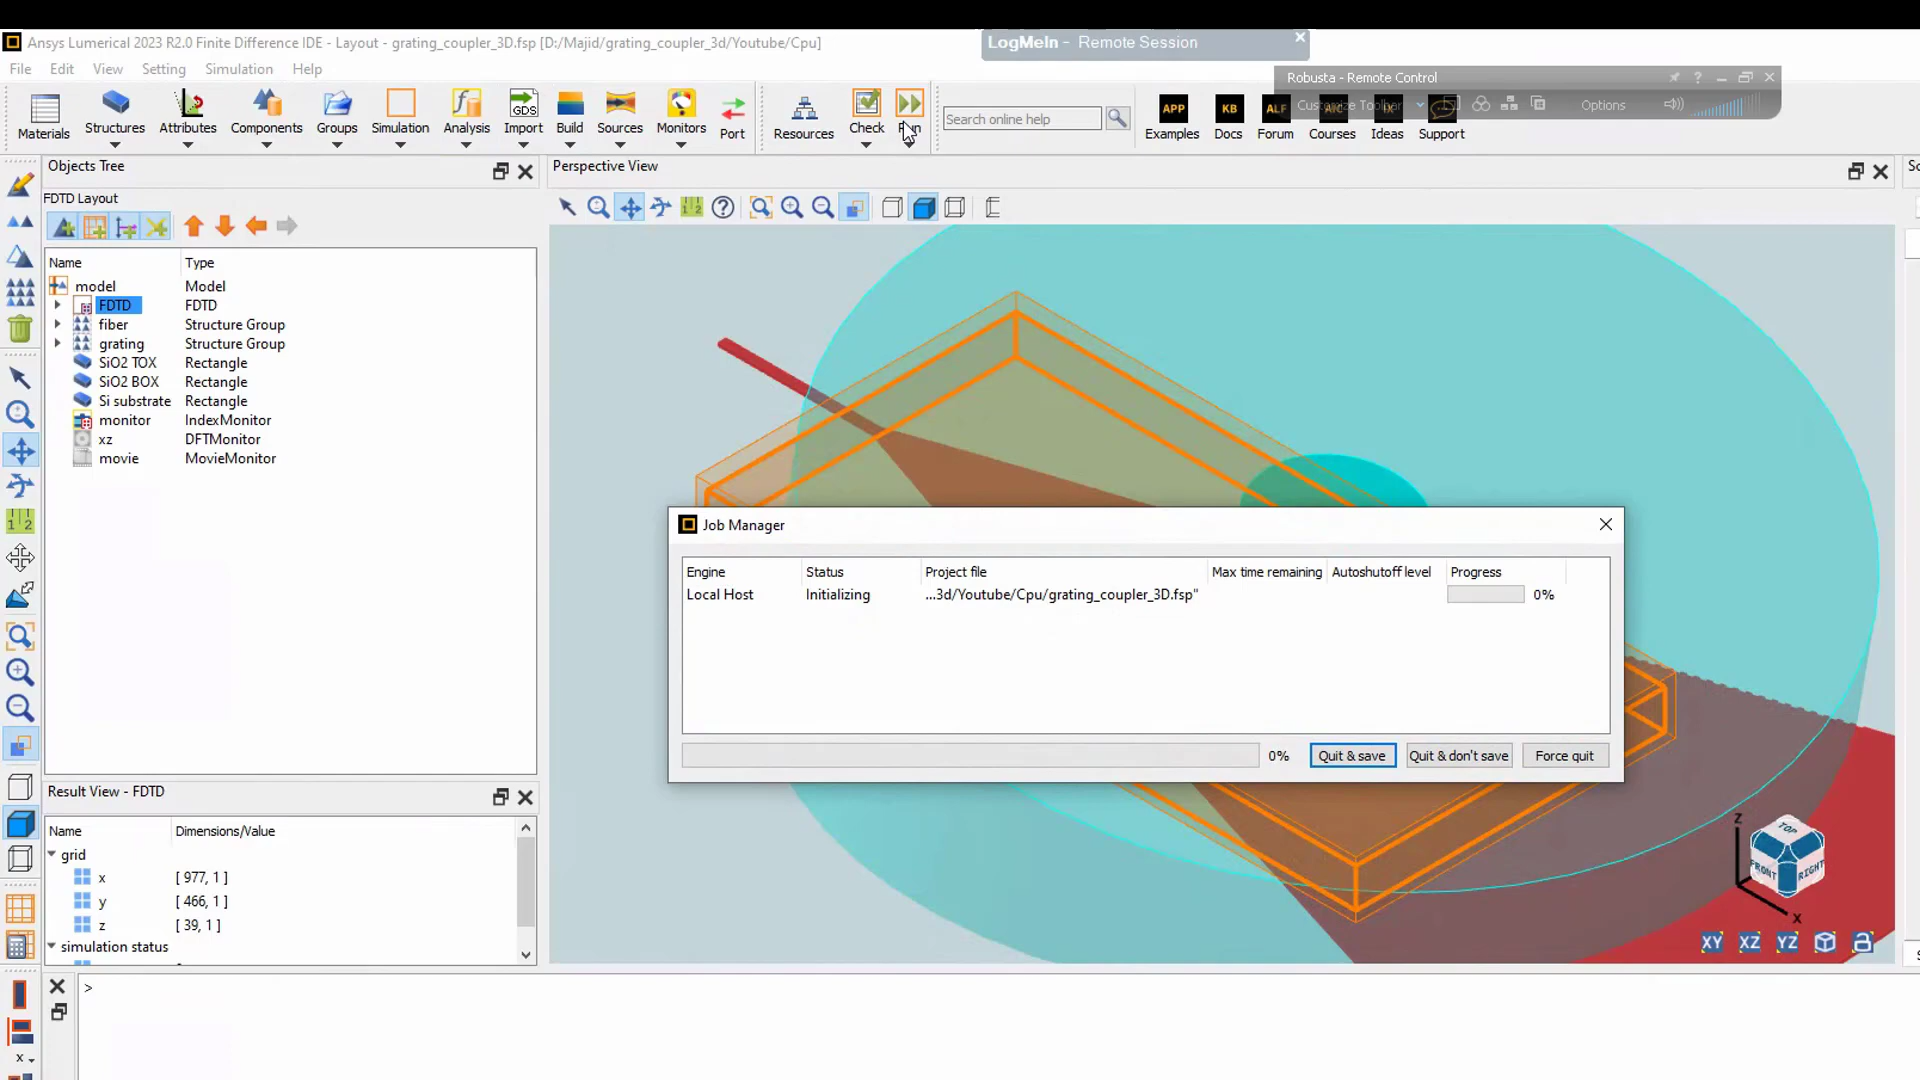 Ansys Lumerical 2023 R2.0 Finite Difference IDE - Layout - grating_coupler_3D.fsp [D:/Majid/grating_coupler_3d/Youtube/Cpu]
LogMeIn - Remote Session
File Edit View Setting Simulation Help
Robusta - Remote Control
Customize Toolbar Options
Materials Structures Attributes Components Groups Simulation Analysis GDS Import Build Sources Monitors Port Resources Check Run
Search online help
APP KB ALF IX
Examples Docs Forum Courses Ideas Support
Objects Tree
Perspective View
FDTD Layout
Name Type
model Model
FDTD FDTD
fiber Structure Group
grating Structure Group
SiO2 TOX Rectangle
SiO2 BOX Rectangle
Si substrate Rectangle
monitor IndexMonitor
xz DFTMonitor
movie MovieMonitor
Job Manager
Engine Status Project file Max time remaining Autoshutoff level Progress
Local Host Initializing ...3d/Youtube/Cpu/grating_coupler_3D.fsp" 0%
0% Quit & save Quit & don't save Force quit
Result View - FDTD
Name Dimensions/Value
grid
x [ 977, 1 ]
y [ 466, 1 ]
z [ 39, 1 ]
simulation status
z
TOP
FRONT RIGHT
x
XY XZ YZ
>
x